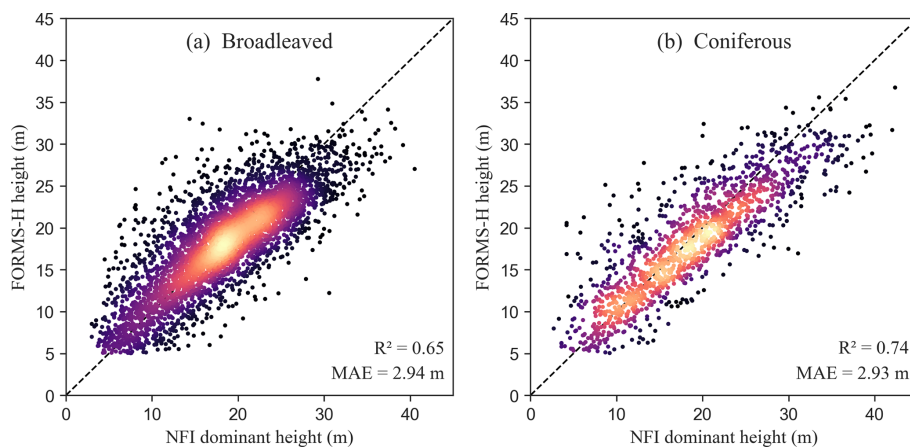 (a) Broadleaved
FORMS-H height (m)
45
40
35
30
25
20
15
10
5
0
R² = 0.65
MAE = 2.94 m
0 10 20 30 40
NFI dominant height (m)
(b) Coniferous
FORMS-H height (m)
45
40
35
30
25
20
15
10
5
0
R² = 0.74
MAE = 2.93 m
0 10 20 30 40
NFI dominant height (m)